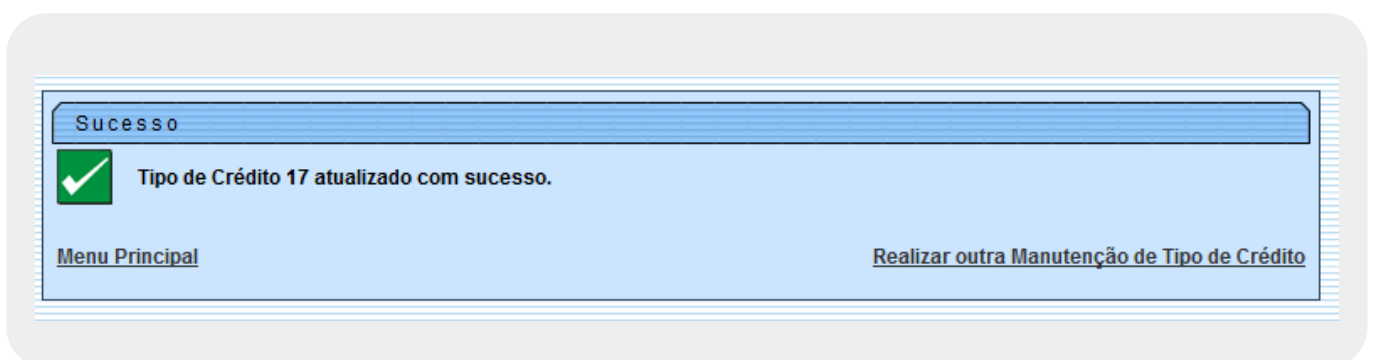 Sucesso
Tipo de Crédito 17 atualizado com sucesso.
Menu Principal
Realizar outra Manutenção de Tipo de Crédito